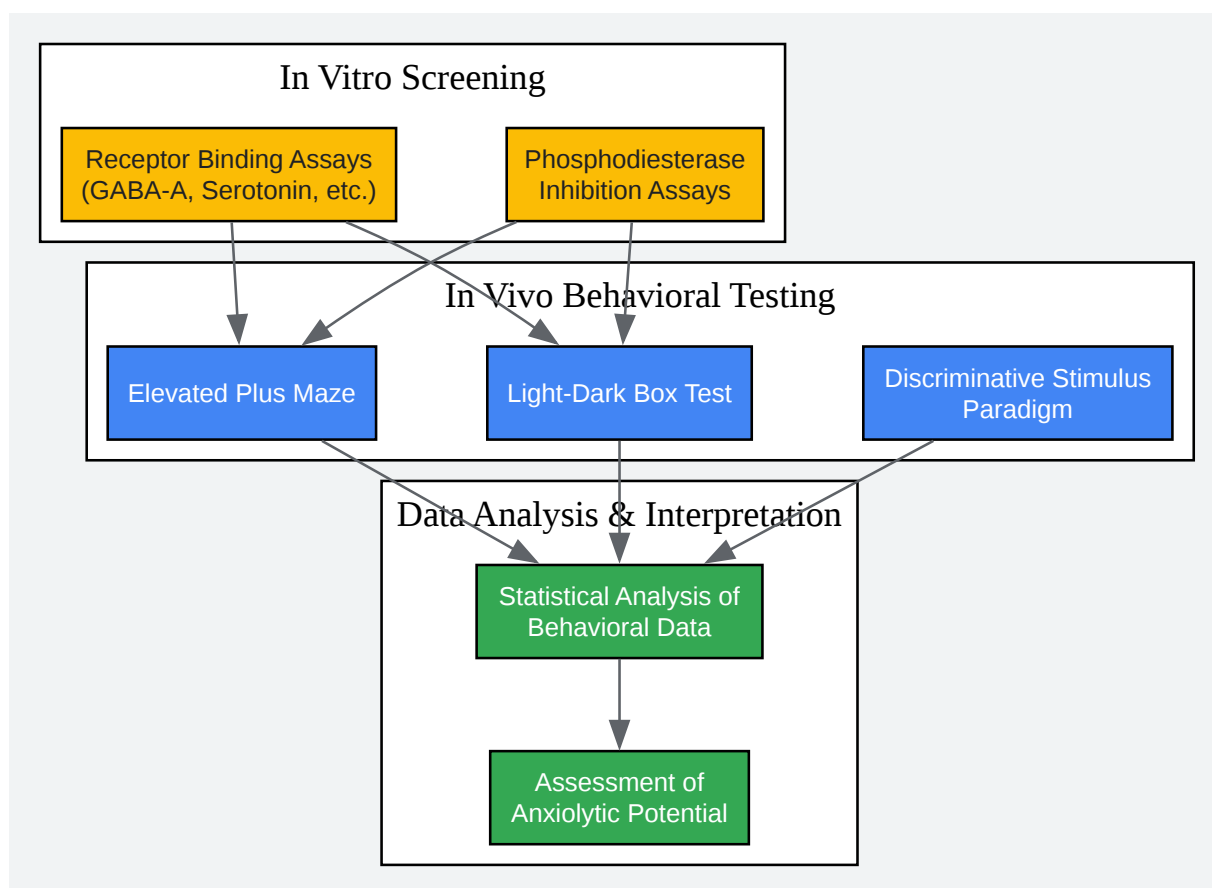 In Vitro Screening
Receptor Binding Assays
(GABA-A, Serotonin, etc.)
Phosphodiesterase
Inhibition Assays
In Vivo Behavioral Testing
Elevated Plus Maze
Light-Dark Box Test
Discriminative Stimulus
Paradigm
Data Analysis & Interpretation
Statistical Analysis of
Behavioral Data
Assessment of
Anxiolytic Potential